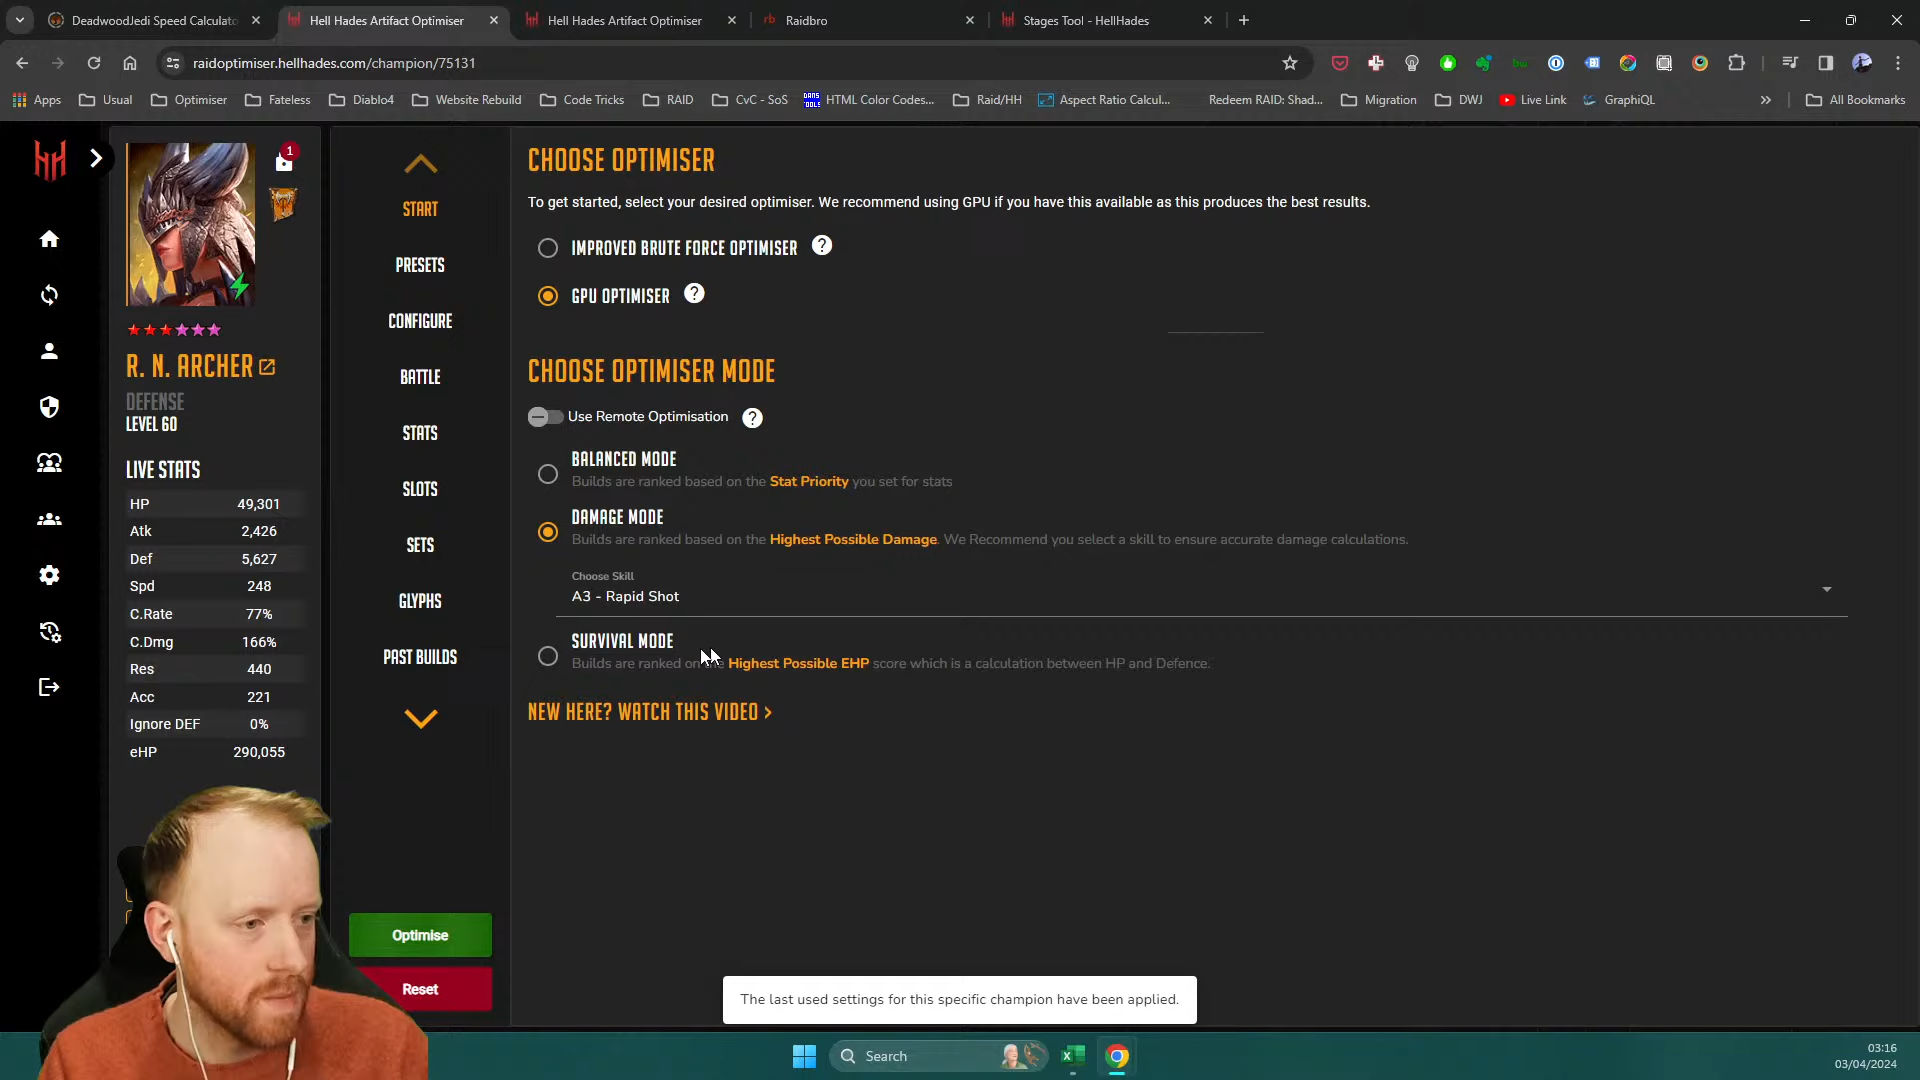 DeadwoodJedi Speed Calculato
Hell Hades Artifact Optimiser
Hell Hades Artifact Optimiser
rb Raidbro
Stages Tool - HellHades
raidoptimiser.hellhades.com/champion/75131
Apps
Usual
Optimiser
Fateless
Diablo4
Website Rebuild
Code Tricks
RAID
CvC - SoS
DANS TOOLS
HTML Color Codes...
Raid/HH
Aspect Ratio Calcul...
Redeem RAID: Shad...
Migration
DWJ
Live Link
GraphiQL
All Bookmarks
1
R. N. ARCHER
DEFENSE
LEVEL 60
LIVE STATS
HP 49,301
Atk 2,426
Def 5,627
Spd 248
C.Rate 77%
C.Dmg 166%
Res 440
Acc 221
Ignore DEF 0%
eHP 290,055
START
PRESETS
CONFIGURE
BATTLE
STATS
SLOTS
SETS
GLYPHS
PAST BUILDS
Optimise
Reset
CHOOSE OPTIMISER
To get started, select your desired optimiser. We recommend using GPU if you have this available as this produces the best results.
IMPROVED BRUTE FORCE OPTIMISER ?
GPU OPTIMISER ?
CHOOSE OPTIMISER MODE
Use Remote Optimisation ?
BALANCED MODE
Builds are ranked based on the Stat Priority you set for stats
DAMAGE MODE
Builds are ranked based on the Highest Possible Damage. We Recommend you select a skill to ensure accurate damage calculations.
Choose Skill
A3 - Rapid Shot
SURVIVAL MODE
Builds are ranked on the Highest Possible EHP score which is a calculation between HP and Defence.
NEW HERE? WATCH THIS VIDEO >
The last used settings for this specific champion have been applied.
Search
03:16
03/04/2024